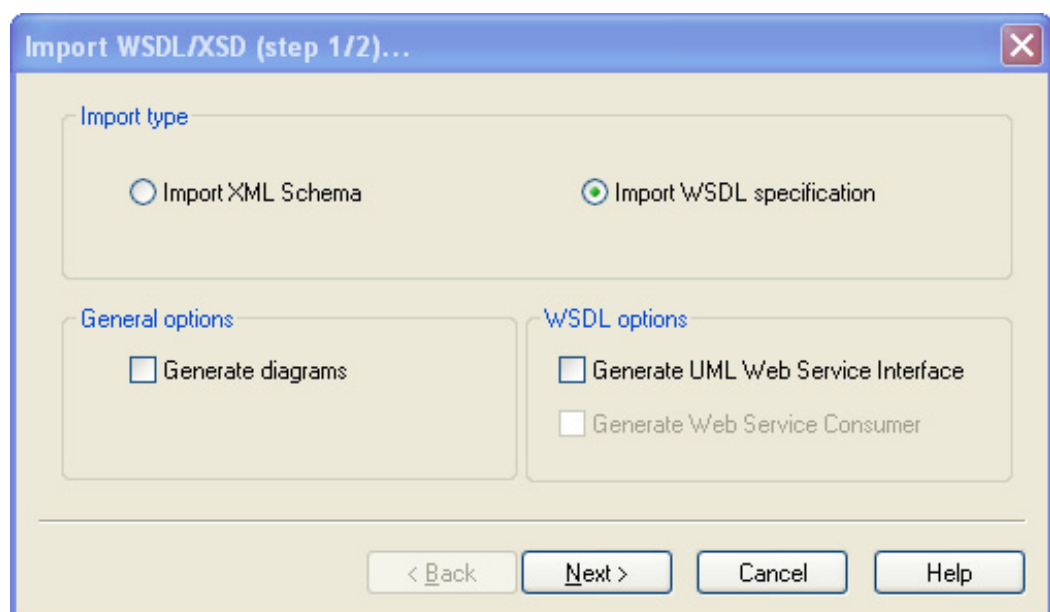 Import WSDL/XSD (step 1/2)...
Import type
Import XML Schema
Import WSDL specification
General options
WSDL options
Generate diagrams
Generate UML Web Service Interface
Generate Web Service Consumer
< Back
Next >
Cancel
Help